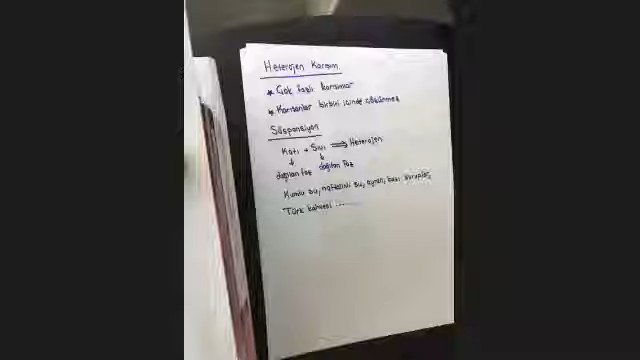 Heterojen Karışım
* Çok fazlı karışımlar
* Karışanlar birbiri içinde çözünmez
Süspansiyon
Katı + Sıvı ⟹ Heterojen
↓ ↓
dağılan faz dağıtan faz
Kumlu su, naftalinli su, ayran, bazı şuruplar,
Türk kahvesi ........